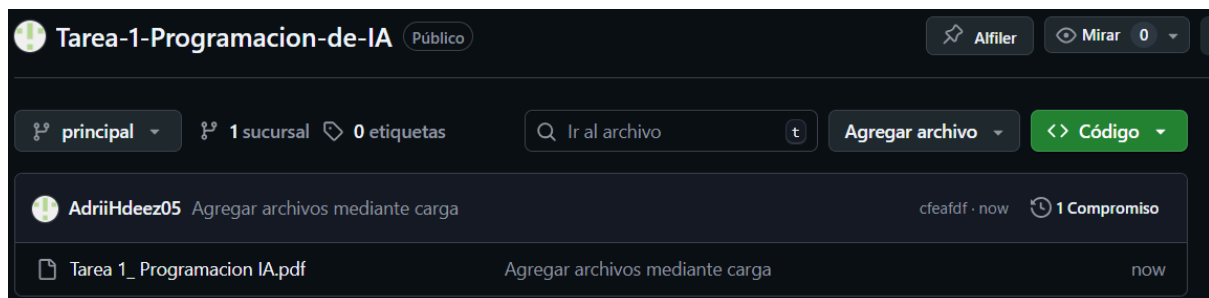 Tarea-1-Programacion-de-IA Público Alfiler Mirar 0
principal 1 sucursal 0 etiquetas Ir al archivo t Agregar archivo <> Código
AdriiHdeez05 Agregar archivos mediante carga cfeafdf · now 1 Compromiso
Tarea 1_ Programacion IA.pdf Agregar archivos mediante carga now